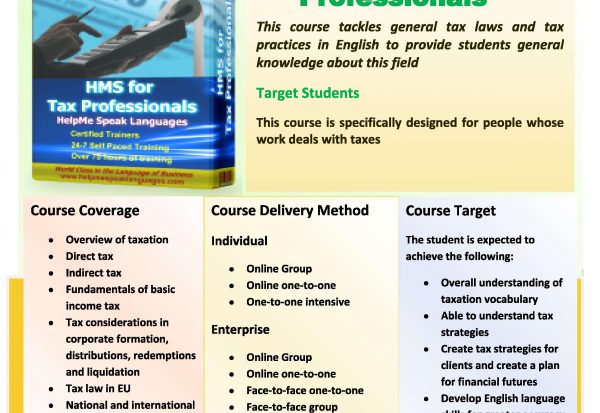 Professionals
This course tackles general tax laws and tax
practices in English to provide students general
knowledge about this field
Target Students
This course is specifically designed for people whose
work deals with taxes
HMS for
Tax Professionals
HelpMe Speak Languages
Certified Trainers
24-7 Self Paced Training
Over 75 hours of training
World Class in the Language of Business
www.helpmespeaklanguages.com
HMS for
Tax Professionals
Course Coverage
• Overview of taxation
• Direct tax
• Indirect tax
• Fundamentals of basic
income tax
• Tax considerations in
corporate formation,
distributions, redemptions
and liquidation
• Tax law in EU
• National and international
Course Delivery Method
Individual
• Online Group
• Online one-to-one
• One-to-one intensive
Enterprise
• Online Group
• Online one-to-one
• Face-to-face one-to-one
• Face-to-face group
Course Target
The student is expected to
achieve the following:
• Overall understanding of
taxation vocabulary
• Able to understand tax
strategies
• Create tax strategies for
clients and create a plan
for financial futures
• Develop English language